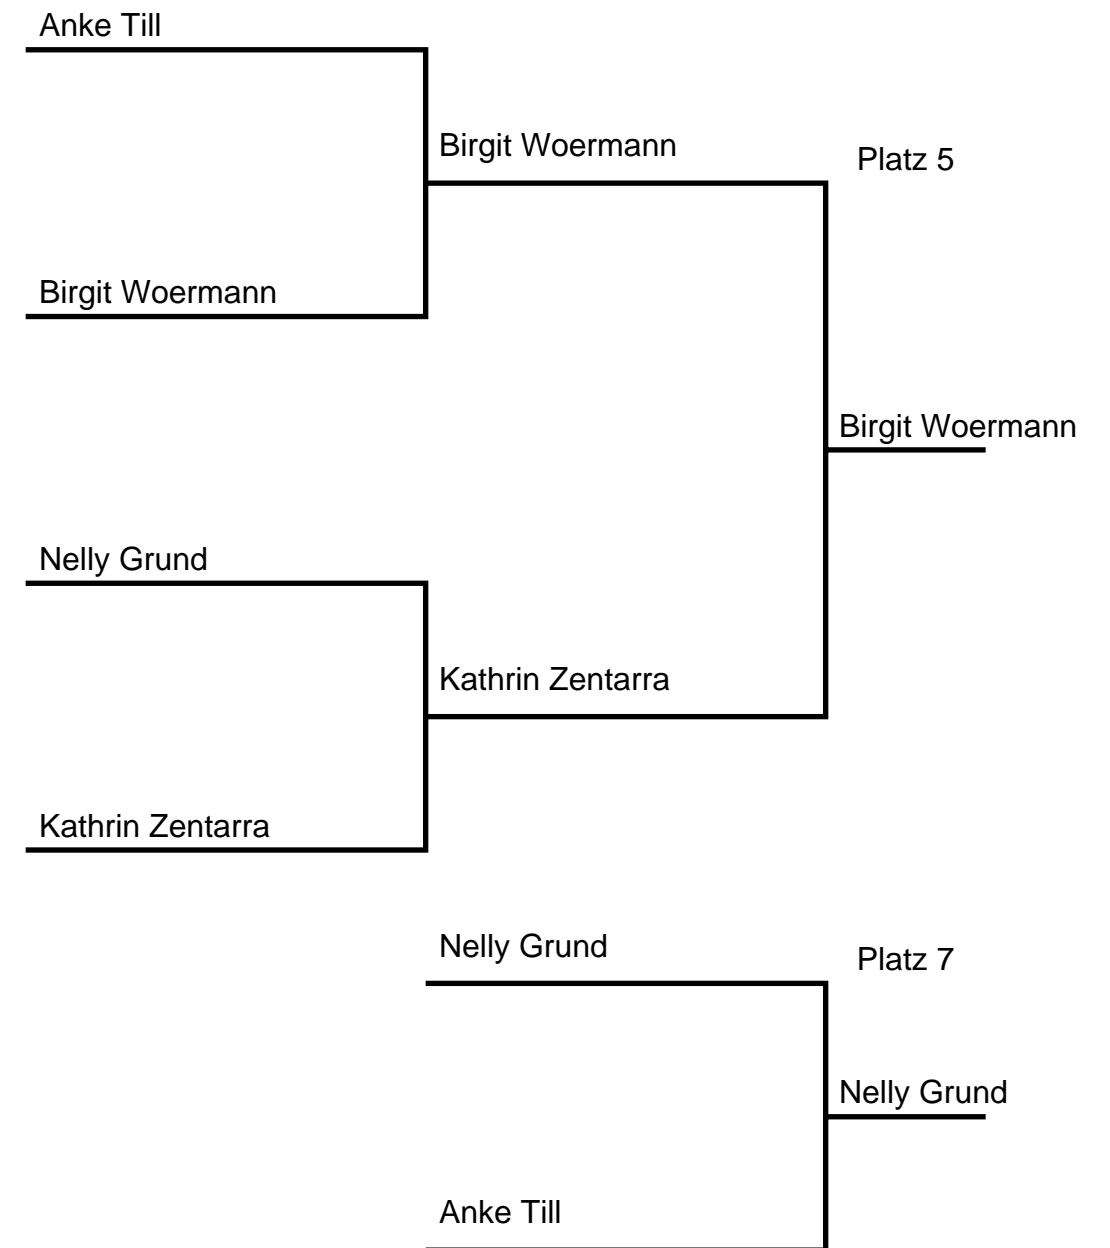 Anke Till
Birgit Woermann
Platz 5
Birgit Woermann
Birgit Woermann
Nelly Grund
Kathrin Zentarra
Kathrin Zentarra
Nelly Grund
Platz 7
Nelly Grund
Anke Till